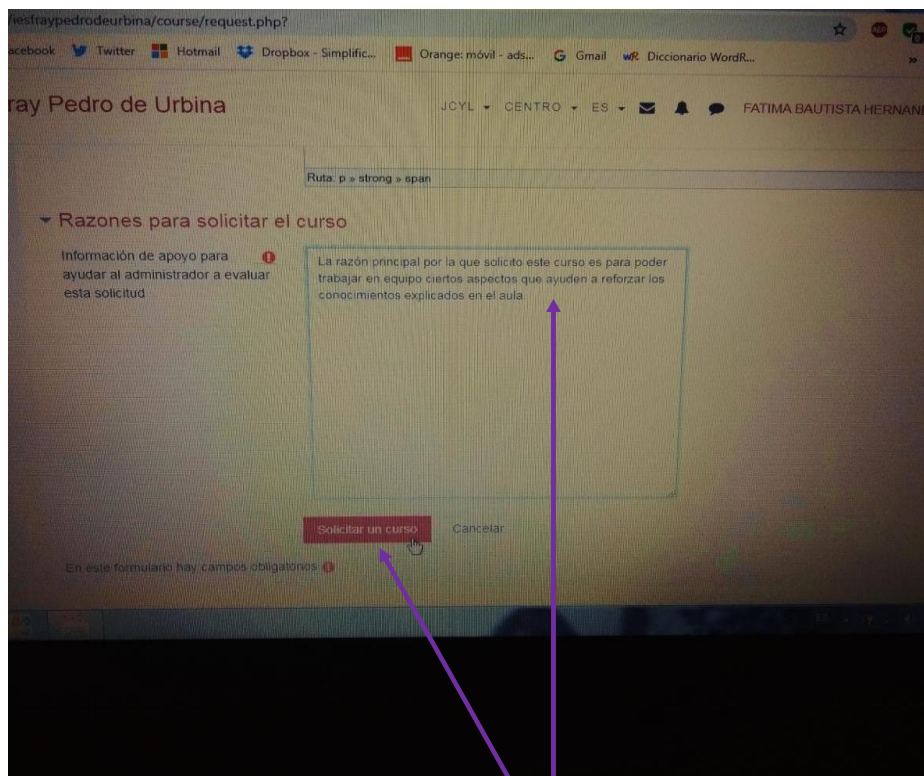 /iesfraypedrodeurbina/course/request.php?
acebook Twitter Hotmail Dropbox - Simplific... Orange: móvil - ads... Gmail Diccionario WordR... »
ray Pedro de Urbina JCYL CENTRO ES FATIMA BAUTISTA HERNAN
Ruta: p » strong » span
Razones para solicitar el curso
Información de apoyo para
ayudar al administrador a evaluar
esta solicitud
La razón principal por la que solicito este curso es para poder
trabajar en equipo ciertos aspectos que ayuden a reforzar los
conocimientos explicados en el aula.
Solicitar un curso Cancelar
En este formulario hay campos obligatorios